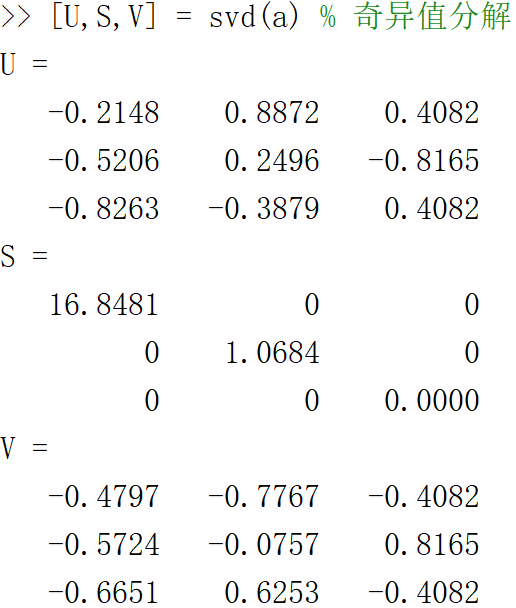 >> [U,S,V] = svd(a) % 奇异值分解
U =
-0.2148 0.8872 0.4082
-0.5206 0.2496 -0.8165
-0.8263 -0.3879 0.4082
S =
16.8481 0 0
0 1.0684 0
0 0 0.0000
V =
-0.4797 -0.7767 -0.4082
-0.5724 -0.0757 0.8165
-0.6651 0.6253 -0.4082